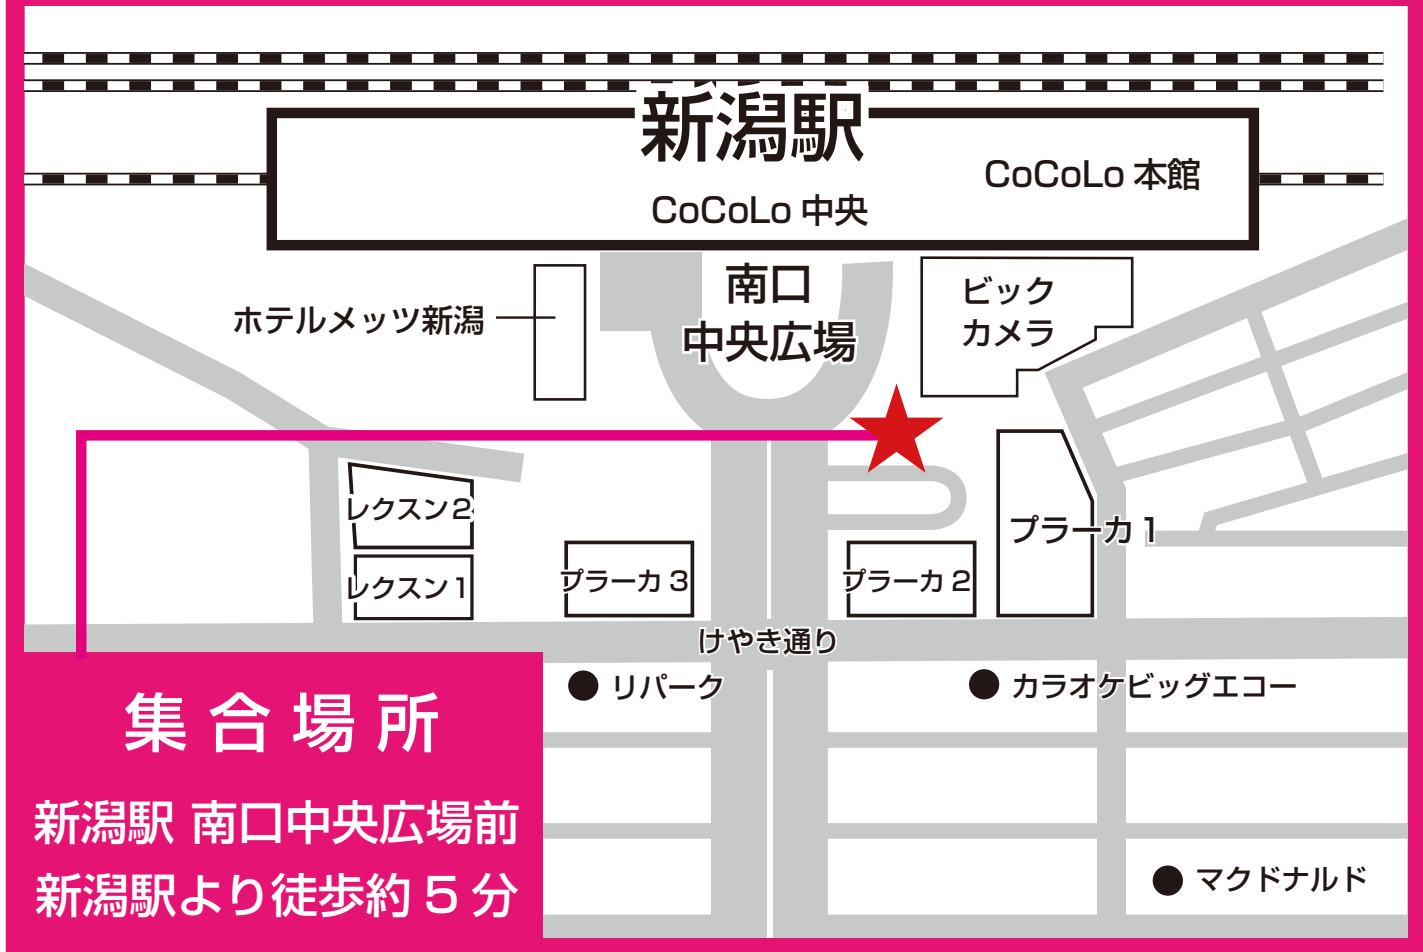 新潟駅
CoCoLo 本館
CoCoLo 中央
南口
中央広場
ビック
カメラ
ホテルメッツ新潟
レクスン2
プラーカ 1
レクスン1
プラーカ 3
プラーカ 2
けやき通り
リパーク
カラオケビッグエコー
集合場所
新潟駅 南口中央広場前
新潟駅より徒歩約 5 分
マクドナルド